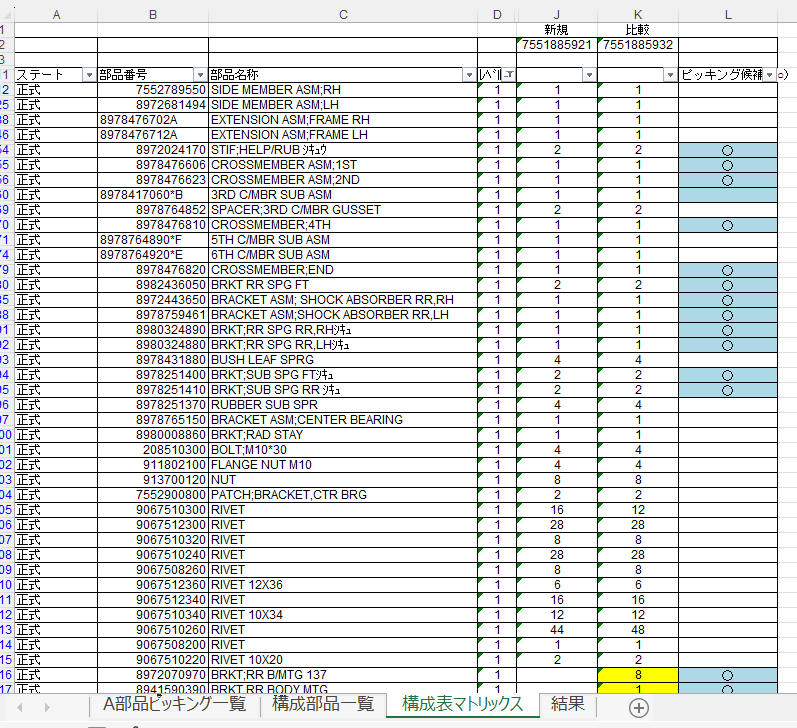 A B C D J K L
1 新規 比較
2 7551885921 7551885932
3
ステート 部品番号 部品名称 ﾚﾍﾞﾙ ピッキング候補(○)
正式 7552789550 SIDE MEMBER ASM;RH 1 1 1
正式 8972681494 SIDE MEMBER ASM;LH 1 1 1
正式 8978476702A EXTENSION ASM;FRAME RH 1 1 1
正式 8978476712A EXTENSION ASM;FRAME LH 1 1 1
正式 8972024170 STIF;HELP/RUB ｼｷｭｳ 1 2 2 ○
正式 8978476606 CROSSMEMBER ASM;1ST 1 1 1 ○
正式 8978476623 CROSSMEMBER ASM;2ND 1 1 1 ○
正式 8978417060*B 3RD C/MBR SUB ASM 1 1 1
正式 8978764852 SPACER;3RD C/MBR GUSSET 1 2 2
正式 8978476810 CROSSMEMBER;4TH 1 1 1 ○
正式 8978764890*F 5TH C/MBR SUB ASM 1 1 1
正式 8978764920*E 6TH C/MBR SUB ASM 1 1 1
正式 8978476820 CROSSMEMBER;END 1 1 1 ○
正式 8982436050 BRKT RR SPG FT 1 2 2 ○
正式 8972443650 BRACKET ASM; SHOCK ABSORBER RR,RH 1 1 1 ○
正式 8978759461 BRACKET ASM;SHOCK ABSORBER RR,LH 1 1 1 ○
正式 8980324890 BRKT;RR SPG RR,RHｼｷｭ 1 1 1 ○
正式 8980324880 BRKT;RR SPG RR,LHｼｷｭ 1 1 1 ○
正式 8978431880 BUSH LEAF SPRG 1 4 4
正式 8978251400 BRKT;SUB SPG FTｼｷｭ 1 2 2 ○
正式 8978251410 BRKT;SUB SPG RR ｼｷｭ 1 2 2 ○
正式 8978251370 RUBBER SUB SPR 1 4 4
正式 8978765150 BRACKET ASM;CENTER BEARING 1 1 1
正式 8980008860 BRKT;RAD STAY 1 1 1
正式 208510300 BOLT;M10*30 1 4 4
正式 911802100 FLANGE NUT M10 1 4 4
正式 913700120 NUT 1 8 8
正式 7552900800 PATCH;BRACKET,CTR BRG 1 2 2
正式 9067510300 RIVET 1 16 12
正式 9067512300 RIVET 1 28 28
正式 9067510320 RIVET 1 8 8
正式 9067510240 RIVET 1 28 28
正式 9067508260 RIVET 1 8 8
正式 9067512360 RIVET 12X36 1 6 6
正式 9067512340 RIVET 1 16 16
正式 9067510340 RIVET 10X34 1 12 12
正式 9067510260 RIVET 1 44 48
正式 9067508200 RIVET 1 1 1
正式 9067510220 RIVET 10X20 1 2 2
正式 8972070970 BRKT;RR B/MTG 137 1 8 ○
正式 8941590390 BRKT RR BODY MTG 1 1 ○
A部品ピッキング一覧 構成部品一覧 構成表マトリックス 結果